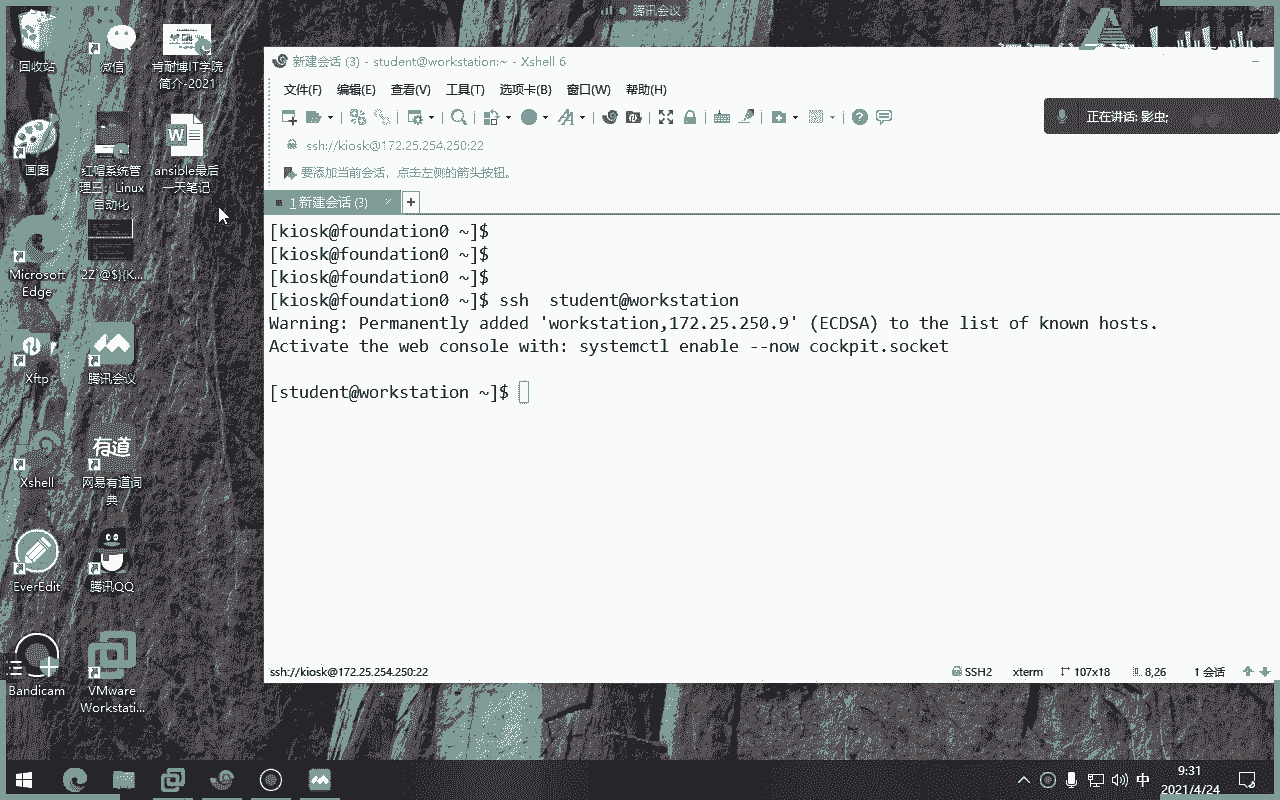 腾讯会议
回收站
微信
肯耐博IT学院
简介-2021
画图
红帽系统管
理三：Linux
自动化
ansible最后
一天笔记
Microsoft
Edge
2Z`@$}{K...
Xftp
腾讯会议
有道
Xshell
网易有道词
典
EverEdit
腾讯QQ
Bandicam
VMware
Workstati...
新建会话 (3) - student@workstation:~ - Xshell 6
文件(F) 编辑(E) 查看(V) 工具(T) 选项卡(B) 窗口(W) 帮助(H)
ssh://kiosk@172.25.254.250:22
要添加当前会话，点击左侧的箭头按钮。
1 新建会话 (3) × +
正在讲话: 影虫;
[kiosk@foundation0 ~]$
[kiosk@foundation0 ~]$
[kiosk@foundation0 ~]$
[kiosk@foundation0 ~]$ ssh  student@workstation
Warning: Permanently added 'workstation,172.25.250.9' (ECDSA) to the list of known hosts.
Activate the web console with: systemctl enable --now cockpit.socket
[student@workstation ~]$
ssh://kiosk@172.25.254.250:22 SSH2 xterm 107x18 8,26 1 会话
中
9:31
2021/4/24